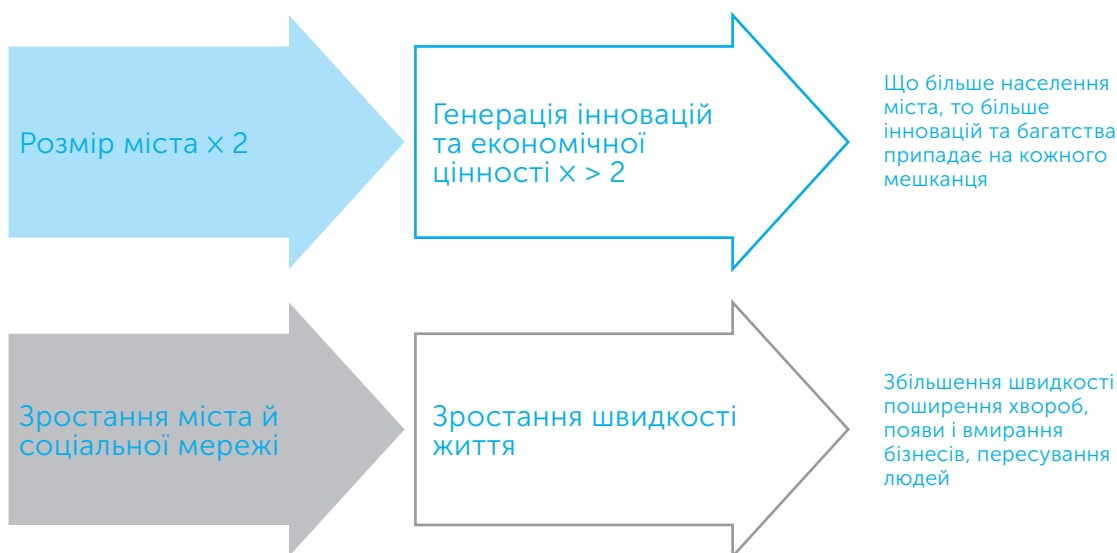 Розмір міста × 2
Генерація інновацій
та економічної
цінності × > 2
Що більше населення
міста, то більше
інновацій та багатства
припадає на кожного
мешканця
Зростання міста й
соціальної мережі
Зростання швидкості
життя
Збільшення швидкості
поширення хвороб,
появи і вмирання
бізнесів, пересування
людей